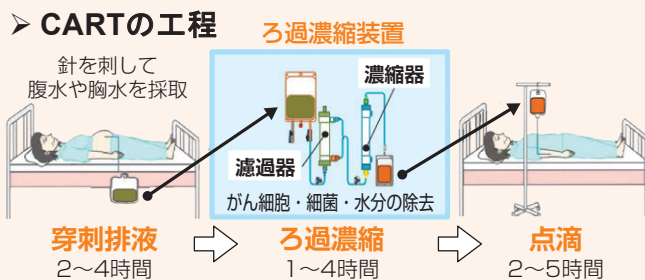 ➤ CARTの工程
ろ過濃縮装置
針を刺して
腹水や胸水を採取
濃縮器
濾過器
がん細胞・細菌・水分の除去
穿刺排液
2～4時間
ろ過濃縮
1～4時間
点滴
2～5時間